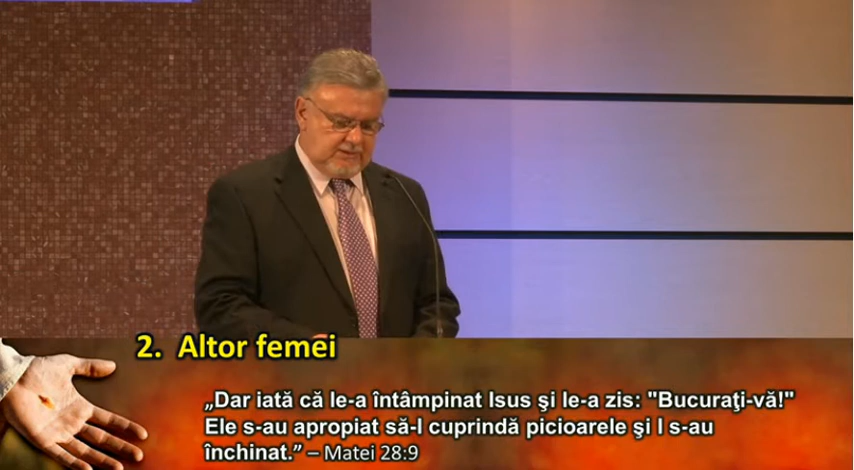 2. Altor femei
„Dar iată că le-a întâmpinat Isus şi le-a zis: "Bucuraţi-vă!"
Ele s-au apropiat să-I cuprindă picioarele şi I s-au
închinat.” – Matei 28:9